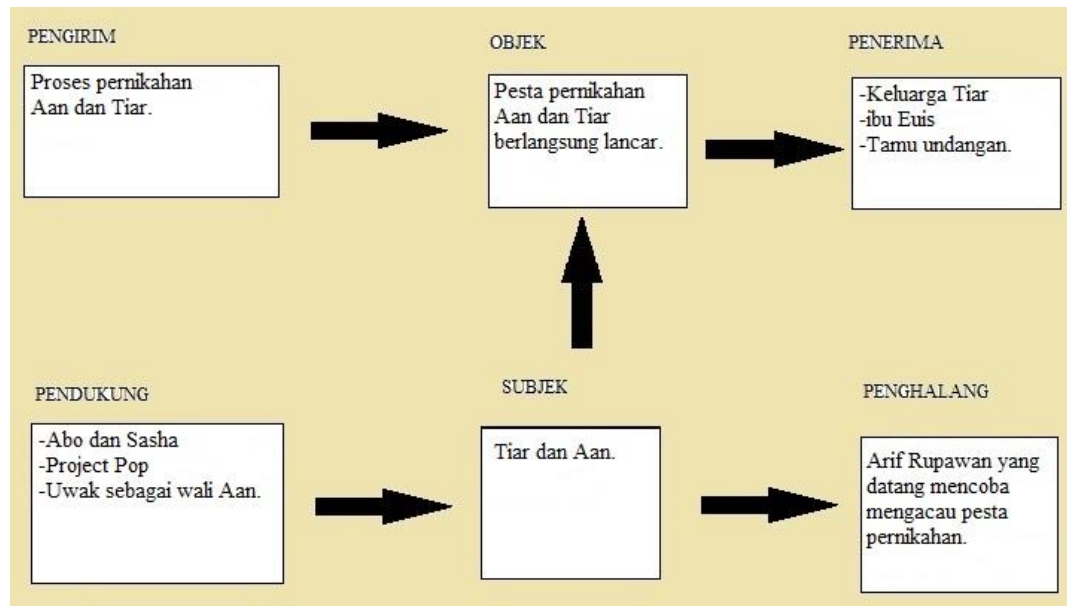 PENGIRIM
Proses pernikahan
Aan dan Tiar.
OBJEK
Pesta pernikahan
Aan dan Tiar
berlangsung lancar.
PENERIMA
-Keluarga Tiar
-ibu Euis
-Tamu undangan.
PENDUKUNG
-Abo dan Sasha
-Project Pop
-Uwak sebagai wali Aan.
SUBJEK
Tiar dan Aan.
PENGHALANG
Arif Rupawan yang
datang mencoba
mengacau pesta
pernikahan.